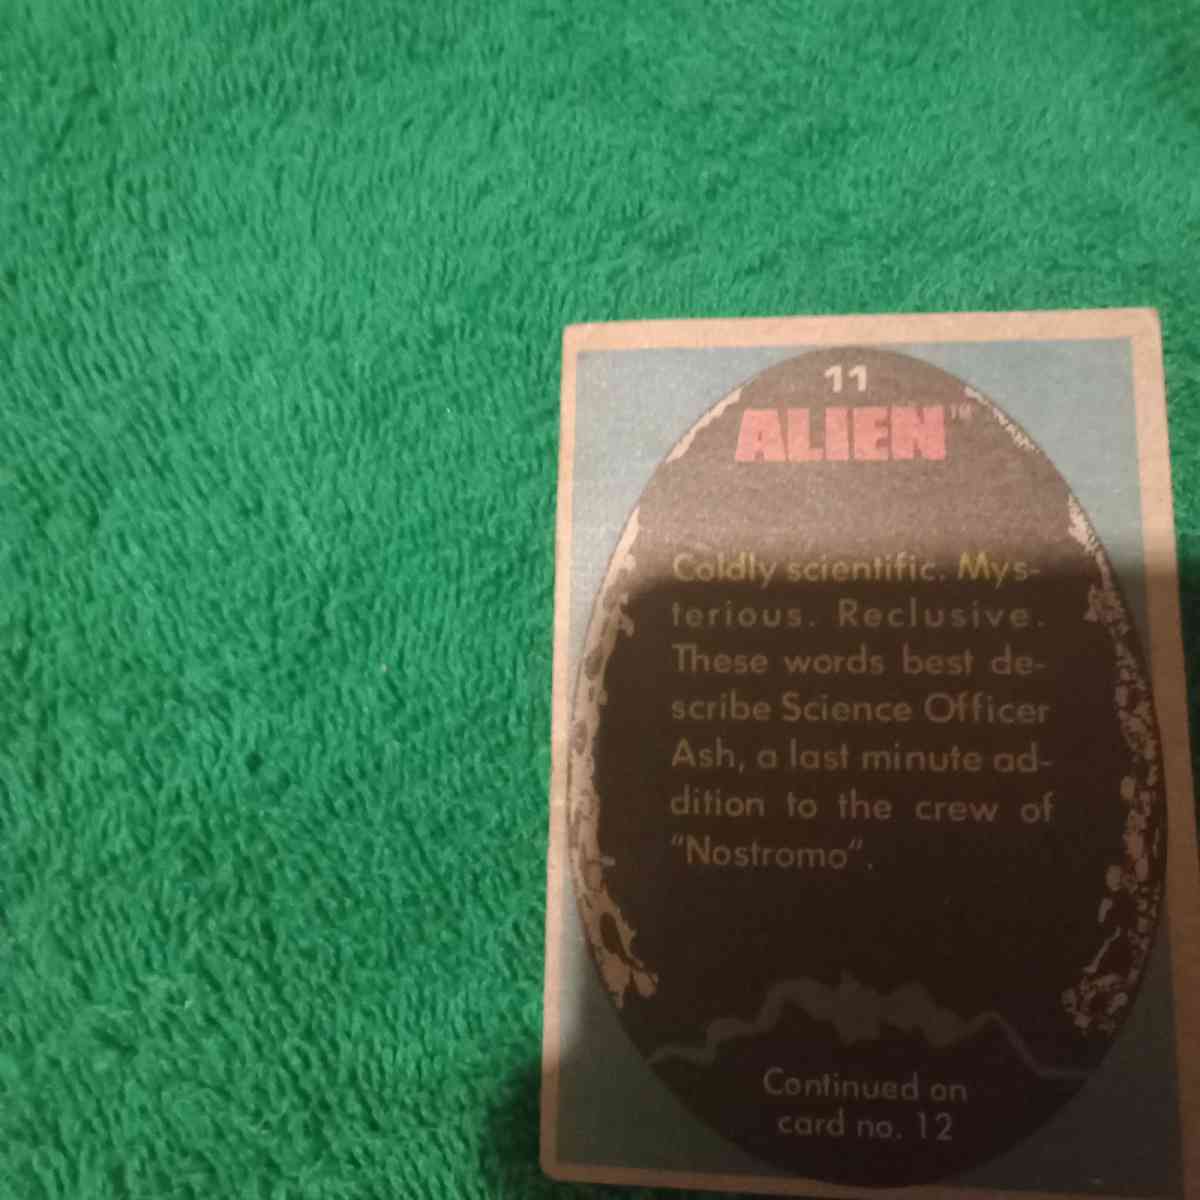 11
ALIEN™
Coldly scientific. Mys-
terious. Reclusive.
These words best de-
scribe Science Officer
Ash, a last minute ad-
dition to the crew of
“Nostromo”.
Continued on
card no. 12